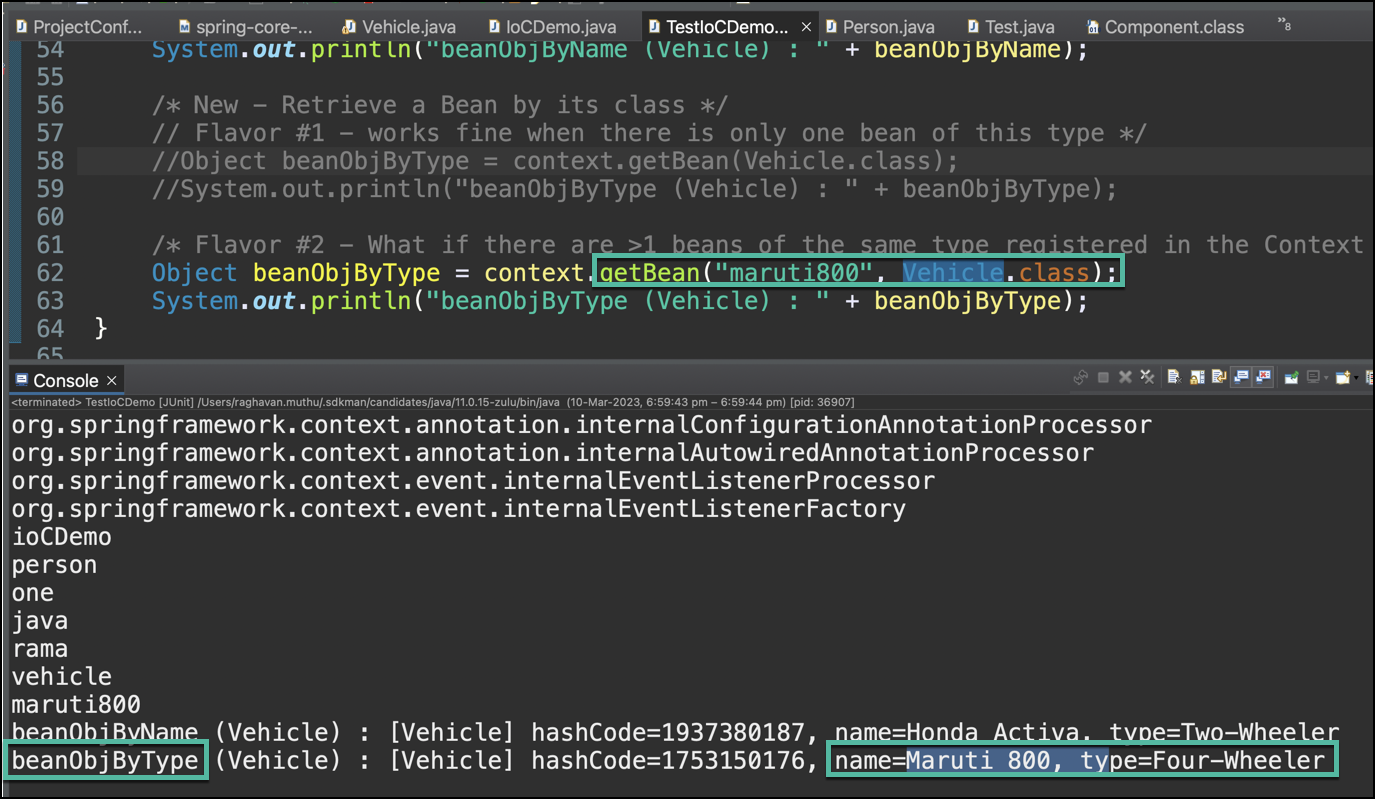 ProjectConf... spring-core-... Vehicle.java IoCDemo.java TestIoCDemo... Person.java Test.java Component.class »8
54 System.out.println("beanObjByName (Vehicle) : " + beanObjByName);
55
56 /* New - Retrieve a Bean by its class */
57 // Flavor #1 - works fine when there is only one bean of this type */
58 //Object beanObjByType = context.getBean(Vehicle.class);
59 //System.out.println("beanObjByType (Vehicle) : " + beanObjByType);
60
61 /* Flavor #2 - What if there are >1 beans of the same type registered in the Context
62 Object beanObjByType = context.getBean("maruti800", Vehicle.class);
63 System.out.println("beanObjByType (Vehicle) : " + beanObjByType);
64 }
65
Console
<terminated> TestIoCDemo [JUnit] /Users/raghavan.muthu/.sdkman/candidates/java/11.0.15-zulu/bin/java (10-Mar-2023, 6:59:43 pm – 6:59:44 pm) [pid: 36907]
org.springframework.context.annotation.internalConfigurationAnnotationProcessor
org.springframework.context.annotation.internalAutowiredAnnotationProcessor
org.springframework.context.event.internalEventListenerProcessor
org.springframework.context.event.internalEventListenerFactory
ioCDemo
person
one
java
rama
vehicle
maruti800
beanObjByName (Vehicle) : [Vehicle] hashCode=1937380187, name=Honda Activa, type=Two-Wheeler
beanObjByType (Vehicle) : [Vehicle] hashCode=1753150176, name=Maruti 800, type=Four-Wheeler